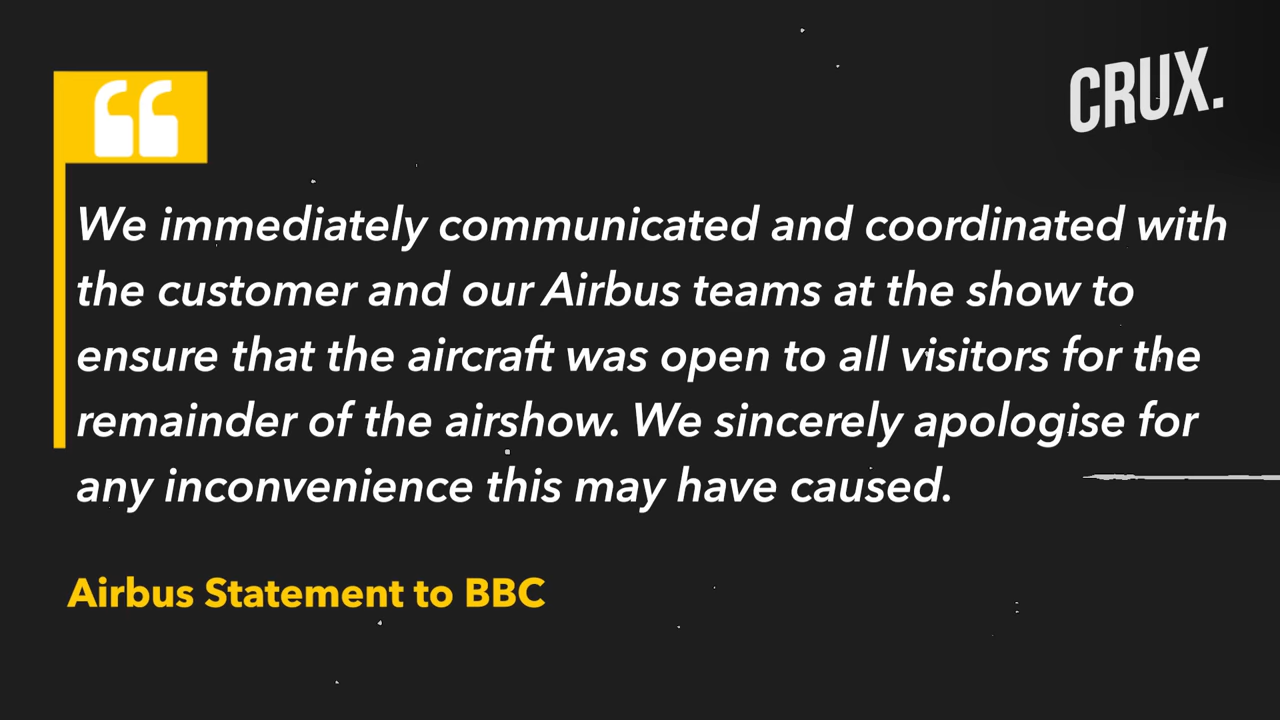 CRUX.
“
We immediately communicated and coordinated with
the customer and our Airbus teams at the show to
ensure that the aircraft was open to all visitors for the
remainder of the airshow. We sincerely apologise for
any inconvenience this may have caused.
Airbus Statement to BBC